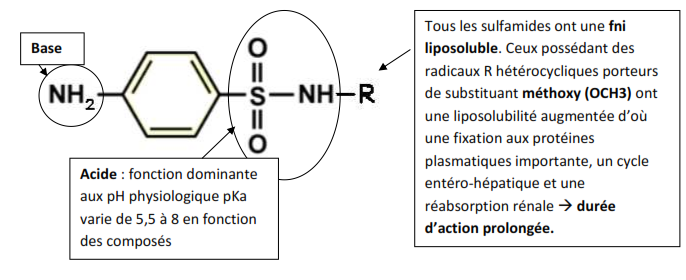 Base
NH2
O
S
NH
R
O
Acide : fonction dominante
aux pH physiologique pKa
varie de 5,5 à 8 en fonction
des composés
Tous les sulfamides ont une fni
liposoluble. Ceux possédant des
radicaux R hétérocycliques porteurs
de substituant méthoxy (OCH3) ont
une liposolubilité augmentée d’où
une fixation aux protéines
plasmatiques importante, un cycle
entéro-hépatique et une
réabsorption rénale → durée
d’action prolongée.